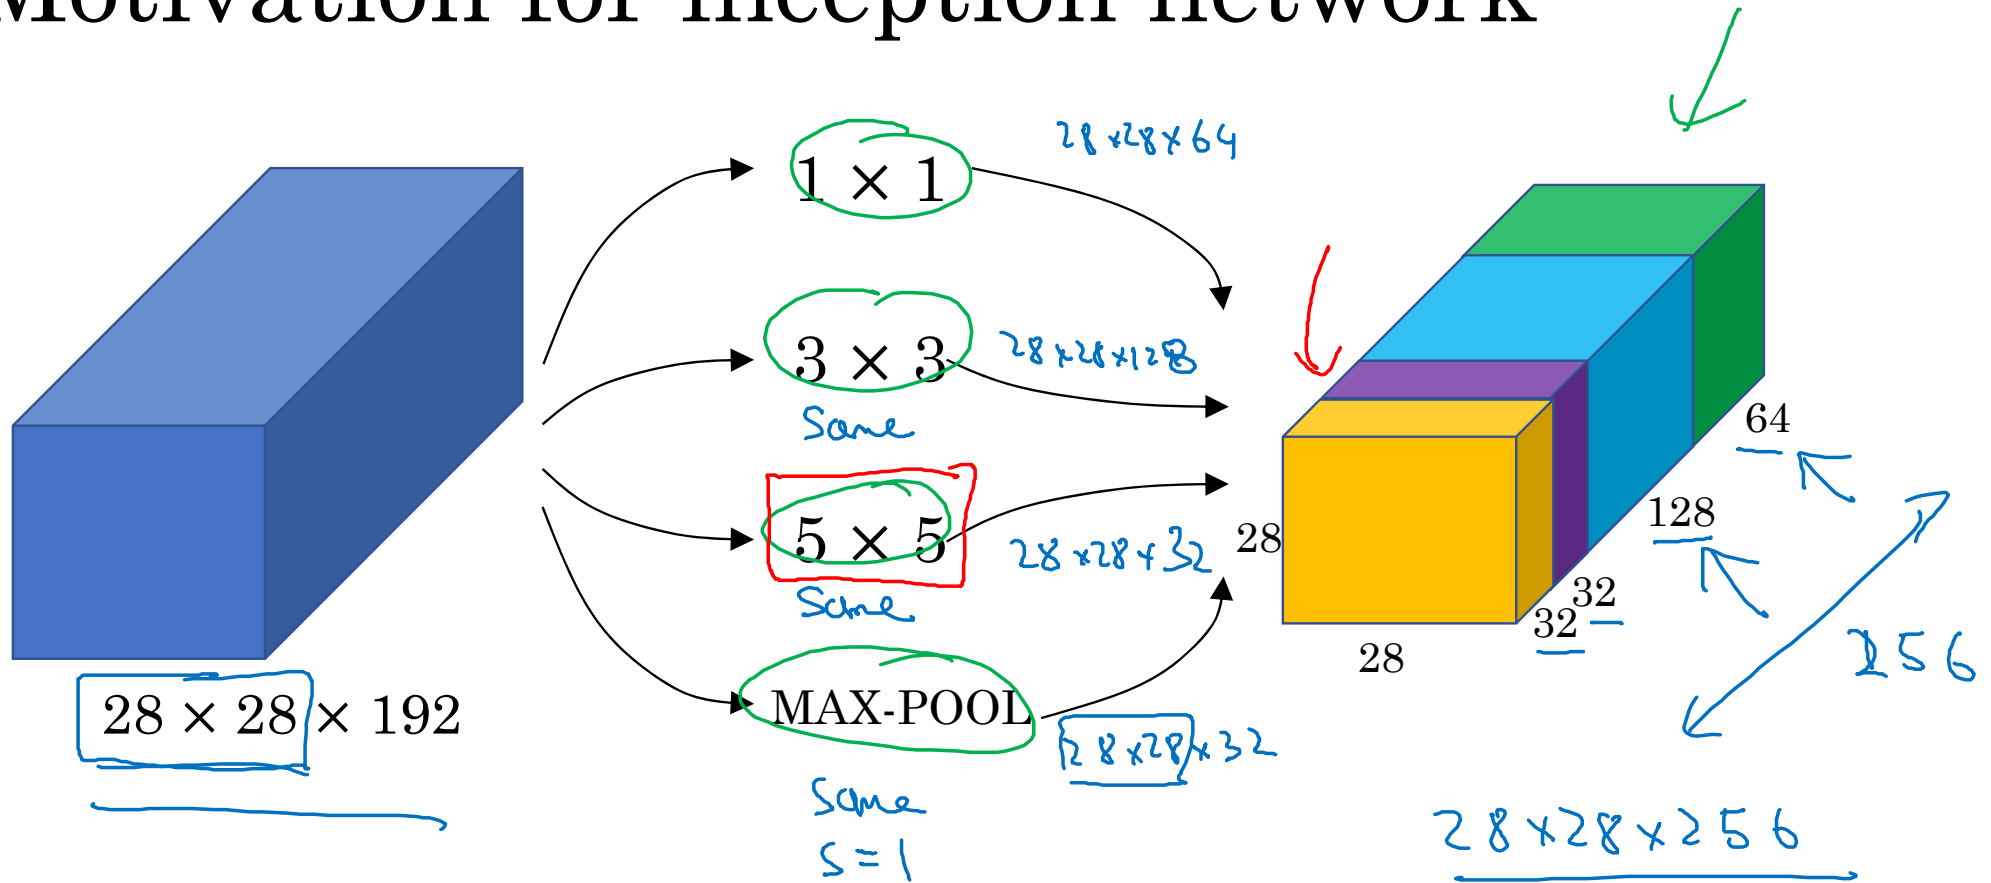 Motivation for inception network
1 × 1
28×28×64
3 × 3
28×28×128
Same
5 × 5
28×28×32
Same
MAX-POOL
28×28×32
Same
s = 1
28 × 28 × 192
28
28
32
32
128
64
256
28×28×256